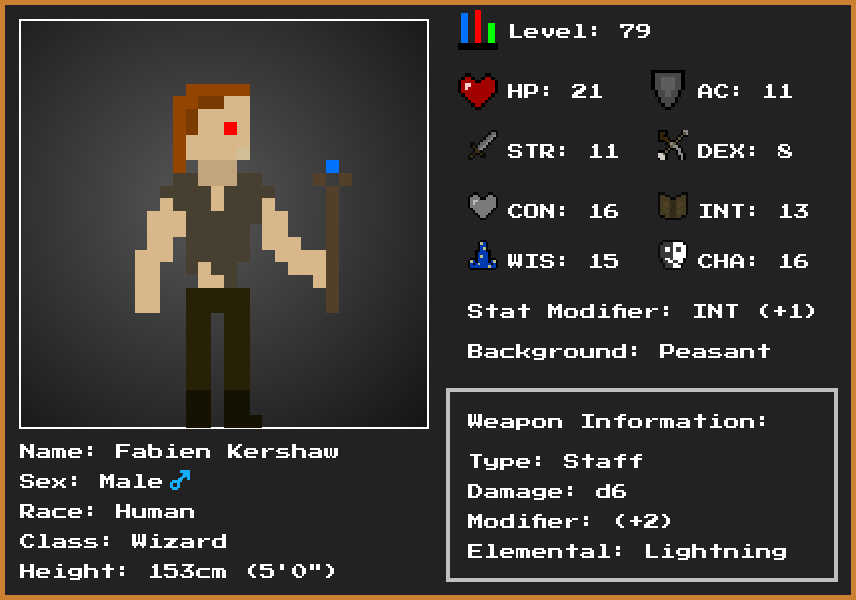 Level: 79
HP: 21
AC: 11
STR: 11
DEX: 8
CON: 16
INT: 13
WIS: 15
CHA: 16
Stat Modifier: INT (+1)
Background: Peasant
Weapon Information:
Type: Staff
Damage: d6
Modifier: (+2)
Elemental: Lightning
Name: Fabien Kershaw
Sex: Male♂
Race: Human
Class: Wizard
Height: 153cm (5'0")